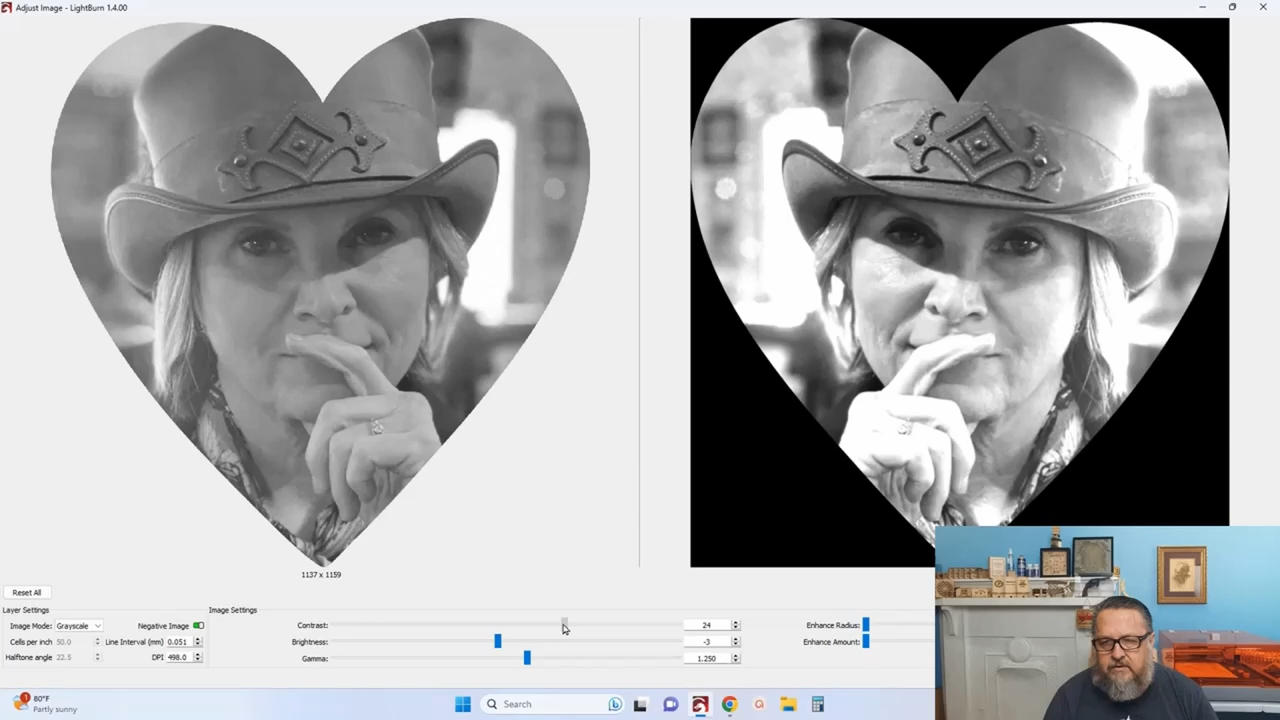 Adjust Image - LightBurn 1.4.00
1137 x 1159
Reset All
Layer Settings
Image Settings
Image Mode: Grayscale
Negative Image
Cells per inch 50.0
Line Interval (mm) 0.051
Halftone angle 22.5
DPI 498.0
Contrast: 24
Brightness: -3
Gamma: 1.250
Enhance Radius:
Enhance Amount:
1
80°F
Partly sunny
Search